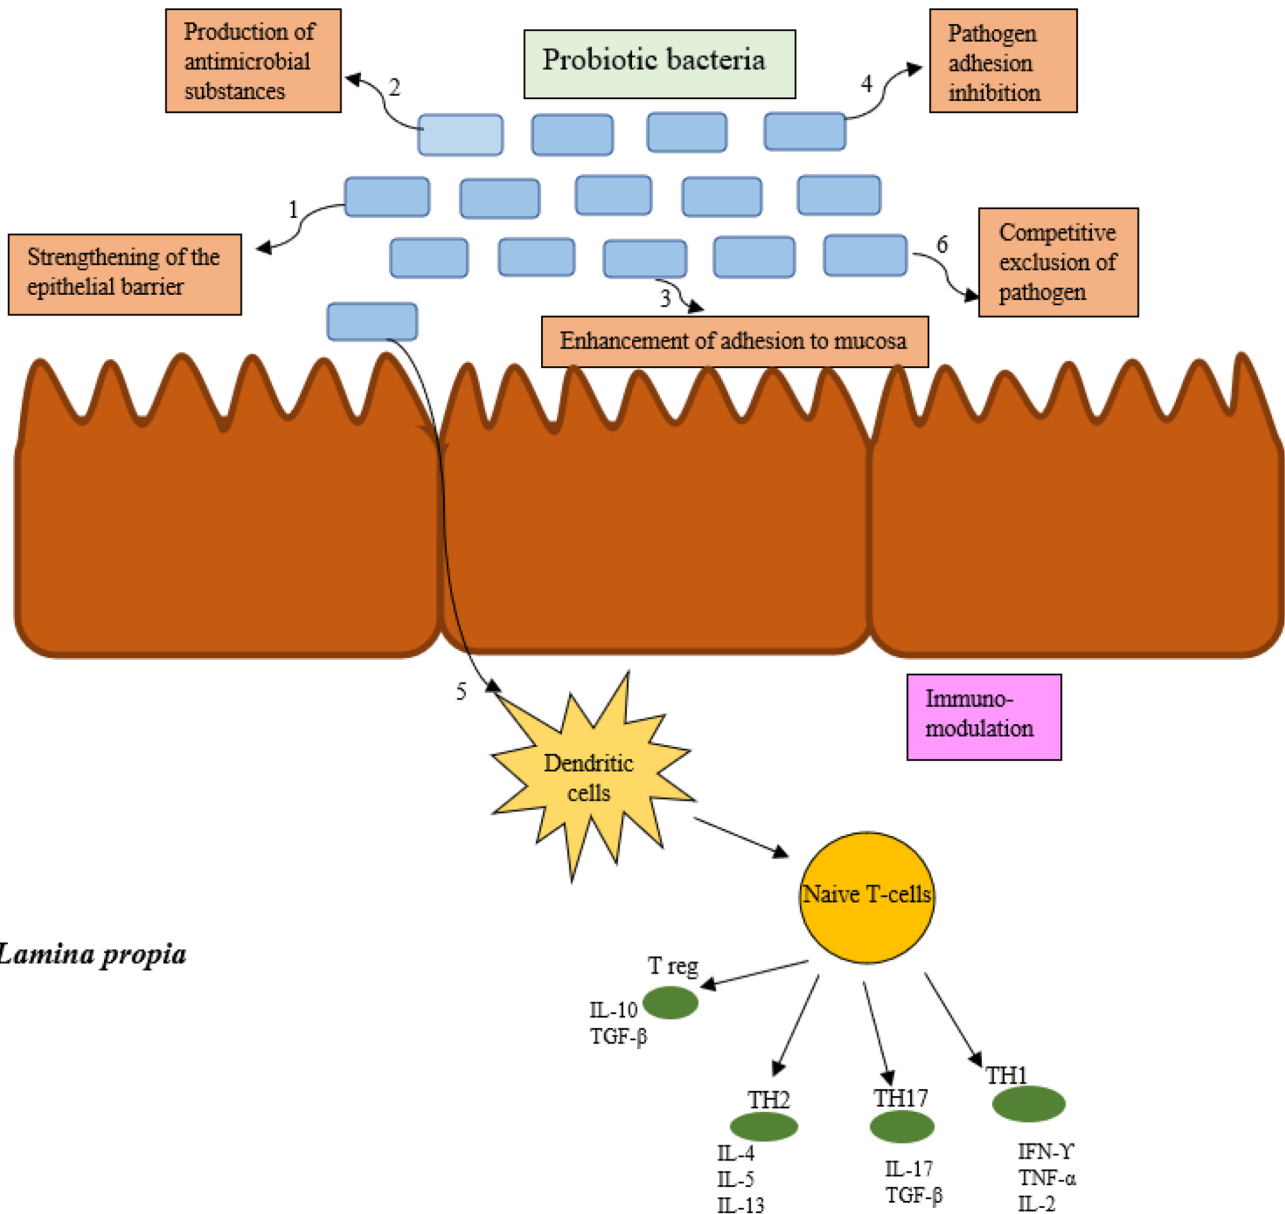 Production of
antimicrobial
substances
Probiotic bacteria
Pathogen
adhesion
inhibition
2
4
1
Strengthening of the
epithelial barrier
Competitive
exclusion of
pathogen
6
3
Enhancement of adhesion to mucosa
5
Immuno-
modulation
Dendritic
cells
Naive T-cells
Lamina propia
T reg
IL-10
TGF-β
TH2
IL-4
IL-5
IL-13
TH17
IL-17
TGF-β
TH1
IFN-ϒ
TNF-α
IL-2